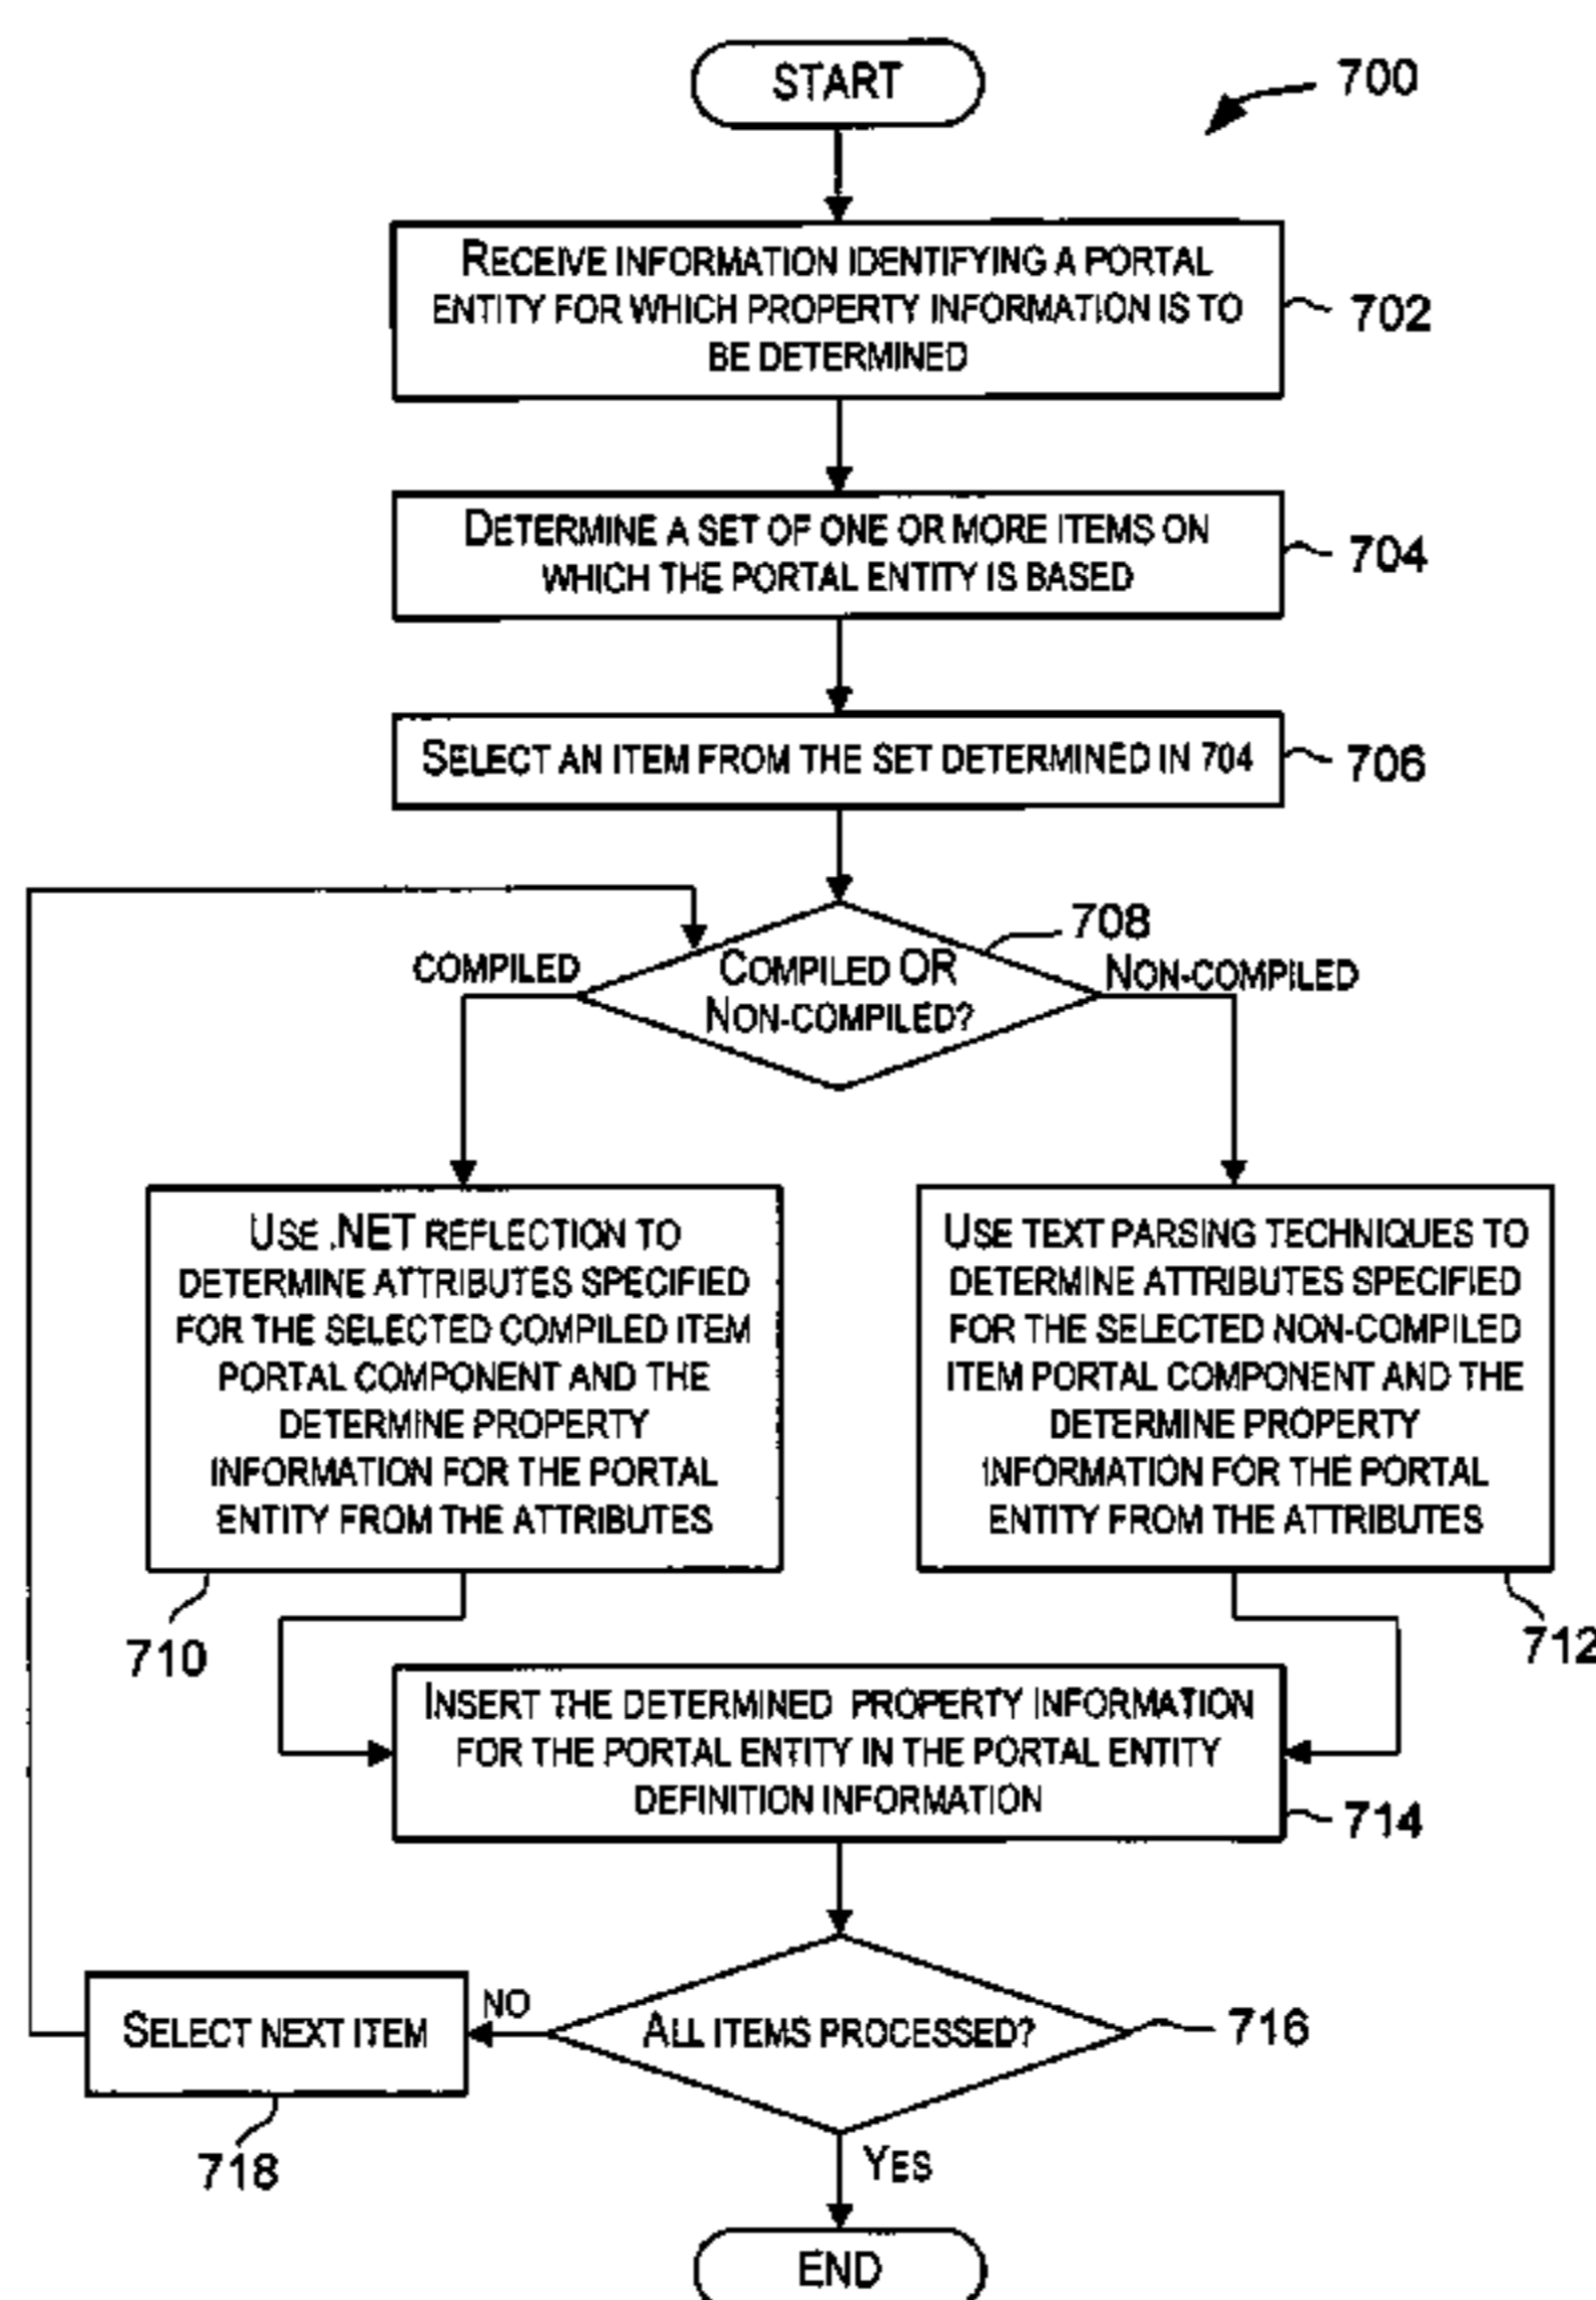 START
700
RECEIVE INFORMATION IDENTIFYING A PORTAL
ENTITY FOR WHICH PROPERTY INFORMATION IS TO
BE DETERMINED
702
DETERMINE A SET OF ONE OR MORE ITEMS ON
WHICH THE PORTAL ENTITY IS BASED
704
SELECT AN ITEM FROM THE SET DETERMINED IN 704
706
708
COMPILED
COMPILED OR
NON-COMPILED?
NON-COMPILED
USE .NET REFLECTION TO
DETERMINE ATTRIBUTES SPECIFIED
FOR THE SELECTED COMPILED ITEM
PORTAL COMPONENT AND THE
DETERMINE PROPERTY
INFORMATION FOR THE PORTAL
ENTITY FROM THE ATTRIBUTES
710
USE TEXT PARSING TECHNIQUES TO
DETERMINE ATTRIBUTES SPECIFIED
FOR THE SELECTED NON-COMPILED
ITEM PORTAL COMPONENT AND THE
DETERMINE PROPERTY
INFORMATION FOR THE PORTAL
ENTITY FROM THE ATTRIBUTES
712
INSERT THE DETERMINED PROPERTY INFORMATION
FOR THE PORTAL ENTITY IN THE PORTAL ENTITY
DEFINITION INFORMATION
714
SELECT NEXT ITEM
718
NO
ALL ITEMS PROCESSED?
716
YES
END